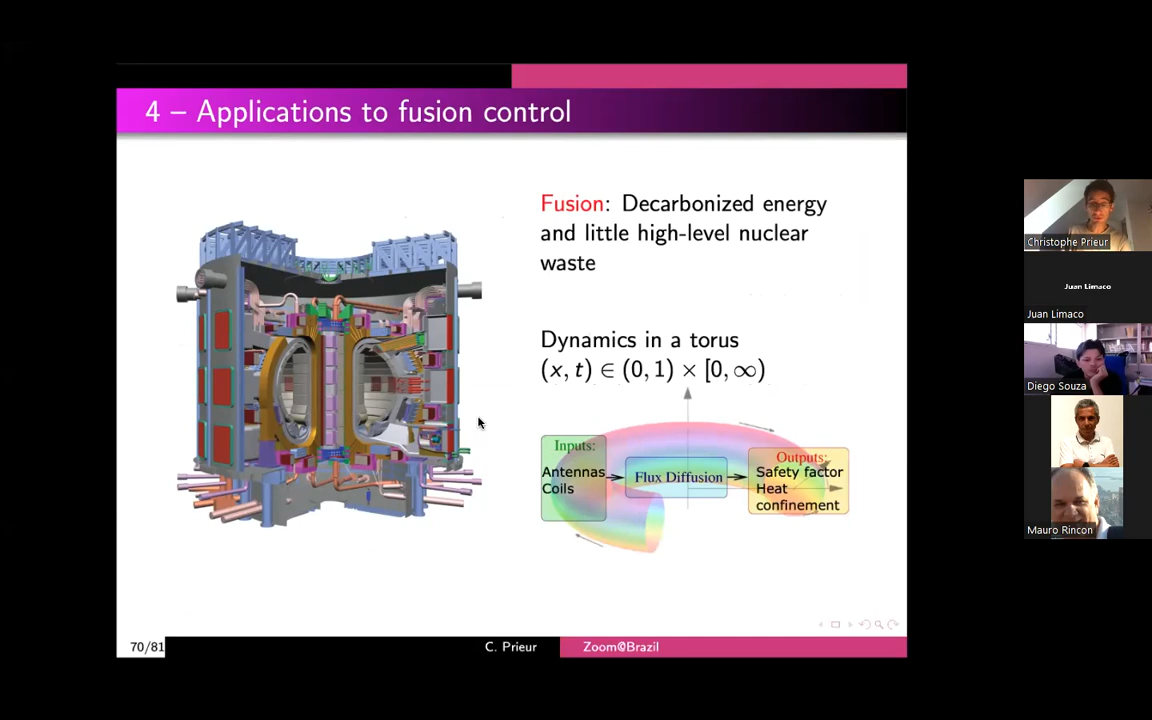 4 – Applications to fusion control
Fusion: Decarbonized energy
and little high-level nuclear
waste
Dynamics in a torus
(x, t) ∈ (0, 1) × [0, ∞)
Inputs:
Antennas
Coils
Flux Diffusion
Outputs:
Safety factor
Heat
confinement
70/81
C. Prieur
Zoom@Brazil
Christophe Prieur
Juan Limaco
Juan Limaco
Diego Souza
Mauro Rincon